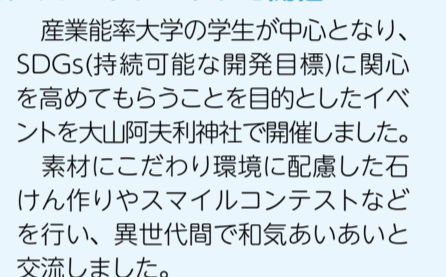 産業能率大学の学生が中心となり、
SDGs(持続可能な開発目標)に関心
を高めてもらうことを目的としたイベ
ントを大山阿夫利神社で開催しました。
素材にこだわり環境に配慮した石
けん作りやスマイルコンテストなど
を行い、異世代間で和気あいあいと
交流しました。